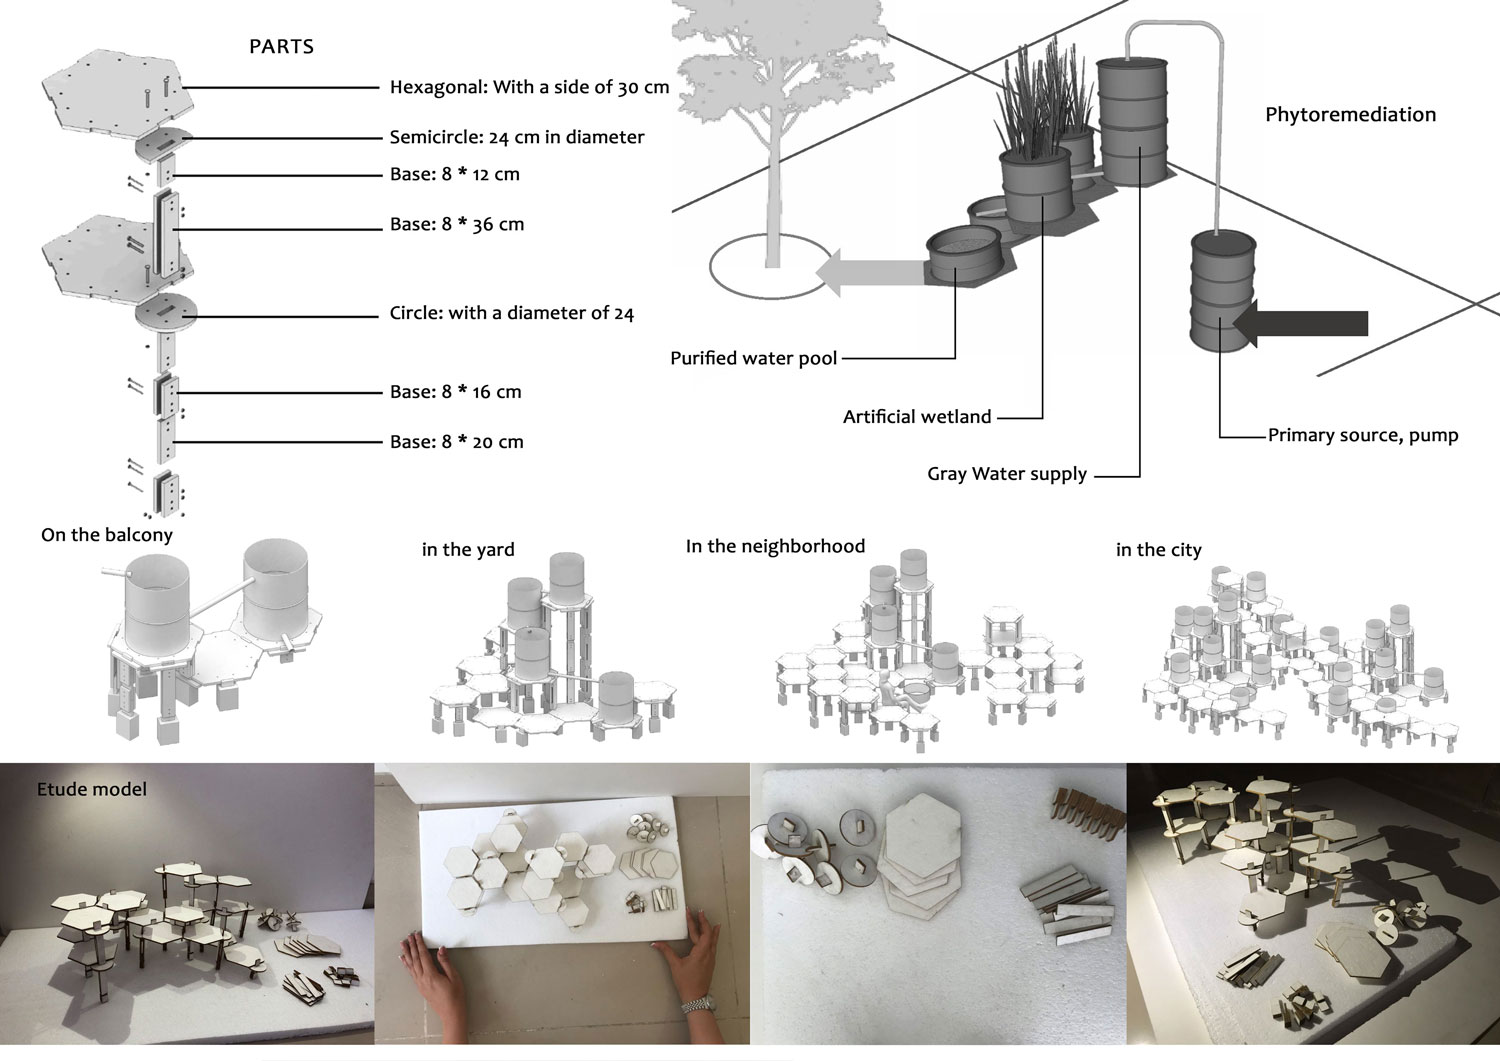 PARTS
Hexagonal: With a side of 30 cm
Semicircle: 24 cm in diameter
Base: 8 * 12 cm
Base: 8 * 36 cm
Circle: with a diameter of 24
Base: 8 * 16 cm
Base: 8 * 20 cm
Phytoremediation
Purified water pool
Artificial wetland
Gray Water supply
Primary source, pump
On the balcony
in the yard
In the neighborhood
in the city
Etude model